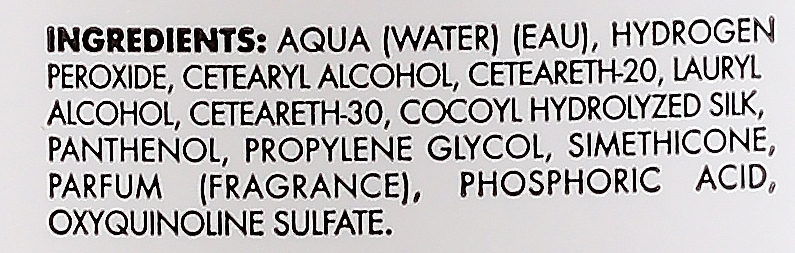 INGREDIENTS: AQUA (WATER) (EAU), HYDROGEN
PEROXIDE, CETEARYL ALCOHOL, CETEARETH-20, LAURYL
ALCOHOL, CETEARETH-30, COCOYL HYDROLYZED SILK,
PANTHENOL, PROPYLENE GLYCOL, SIMETHICONE,
PARFUM (FRAGRANCE), PHOSPHORIC ACID,
OXYQUINOLINE SULFATE.